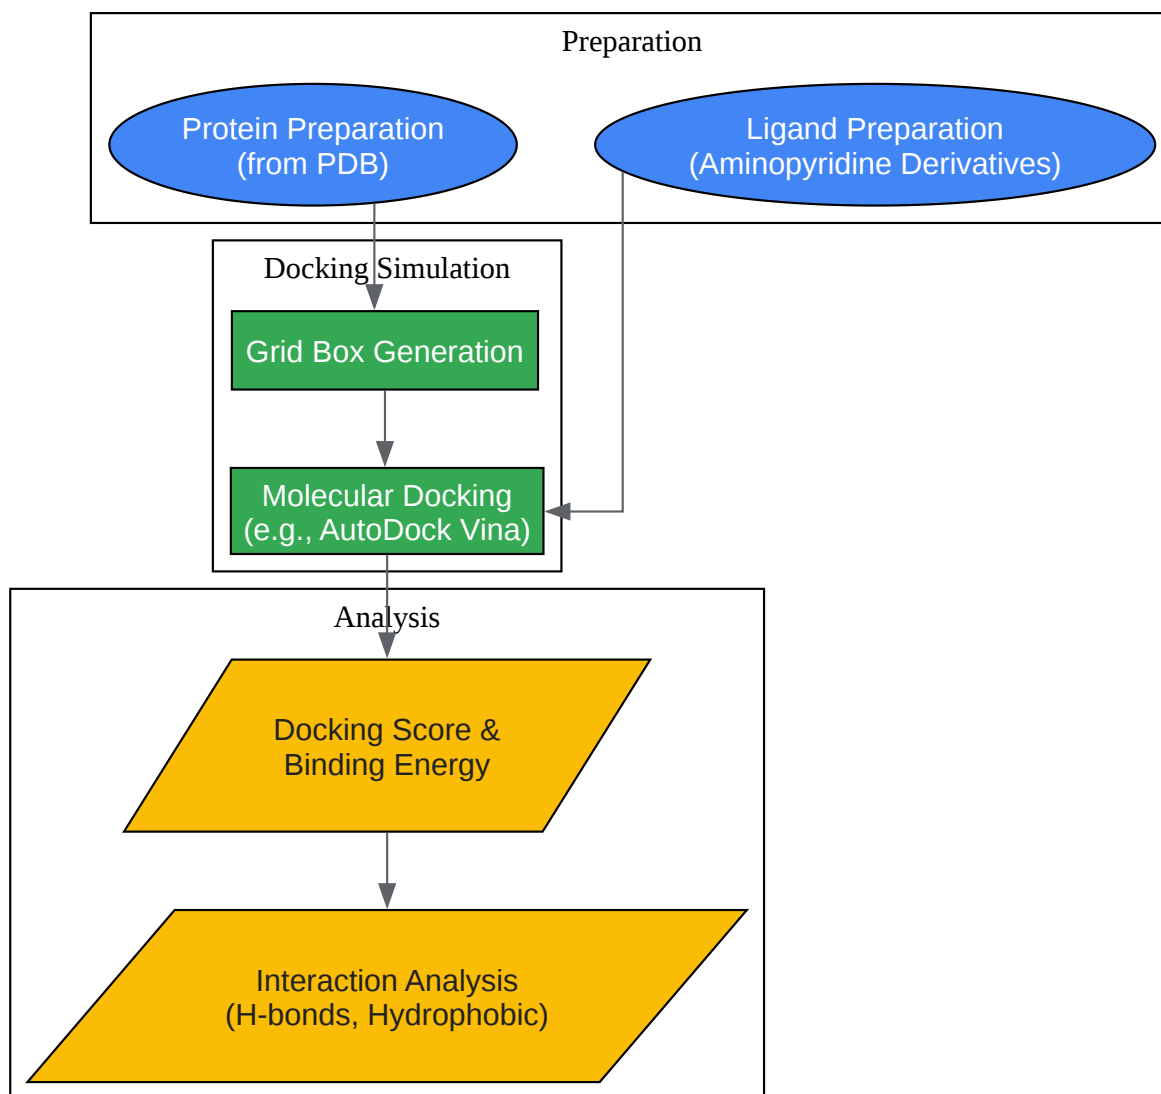 Preparation
Protein Preparation
(from PDB)
Ligand Preparation
(Aminopyridine Derivatives)
Docking Simulation
Grid Box Generation
Molecular Docking
(e.g., AutoDock Vina)
Analysis
Docking Score &
Binding Energy
Interaction Analysis
(H-bonds, Hydrophobic)